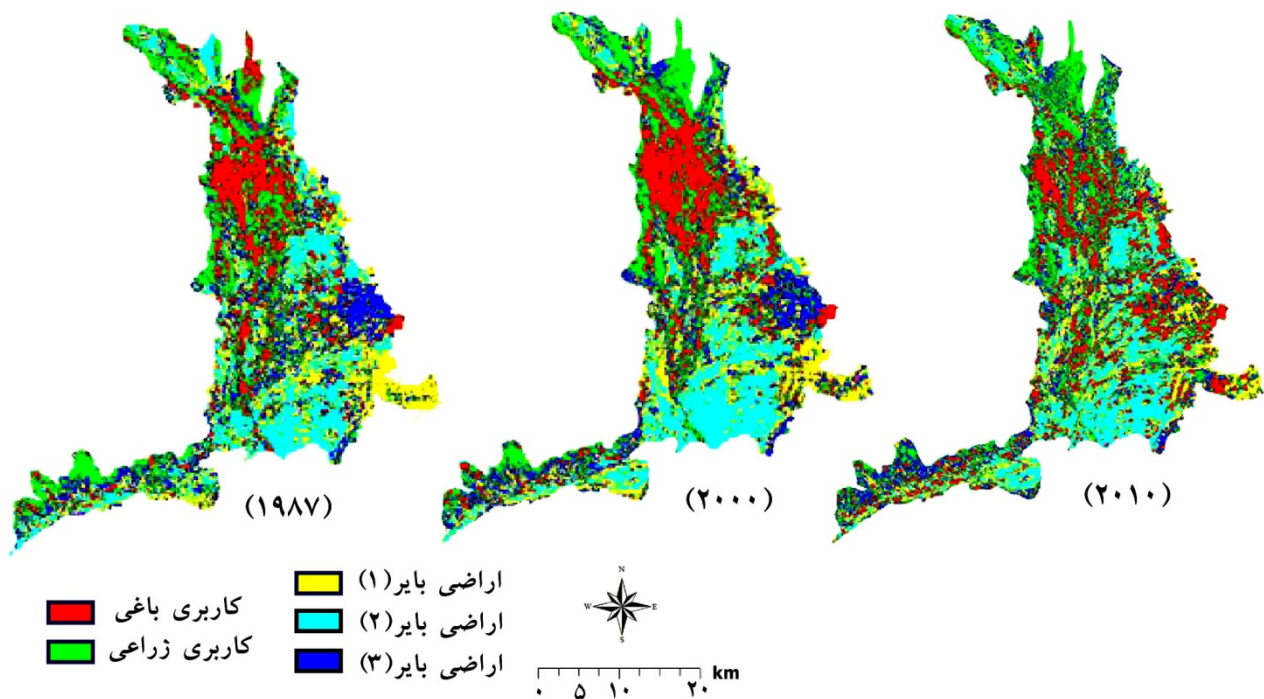 (۱۹۸۷)
(۲۰۰۰)
(۲۰۱۰)
اراضی بایر(۱)
اراضی بایر(۲)
اراضی بایر(۳)
کاربری باغی
کاربری ژراعی
N
W E
S
km
۰ ۵ ۱۰ ۲۰